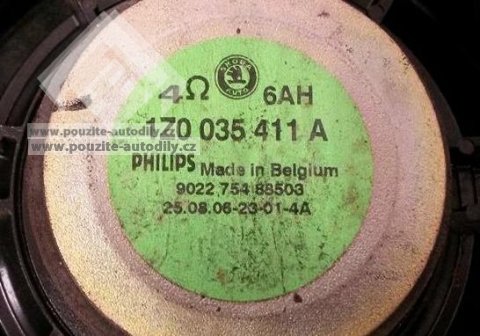 ŠKODA
AUTO
4Ω 6AH
1Z0 035 411 A
www.pouzite-autodily.cz
www.pouzite-autodily.cz
PHILIPS Made in Belgium
9022 754 88503
25.08.06-23-01-4A